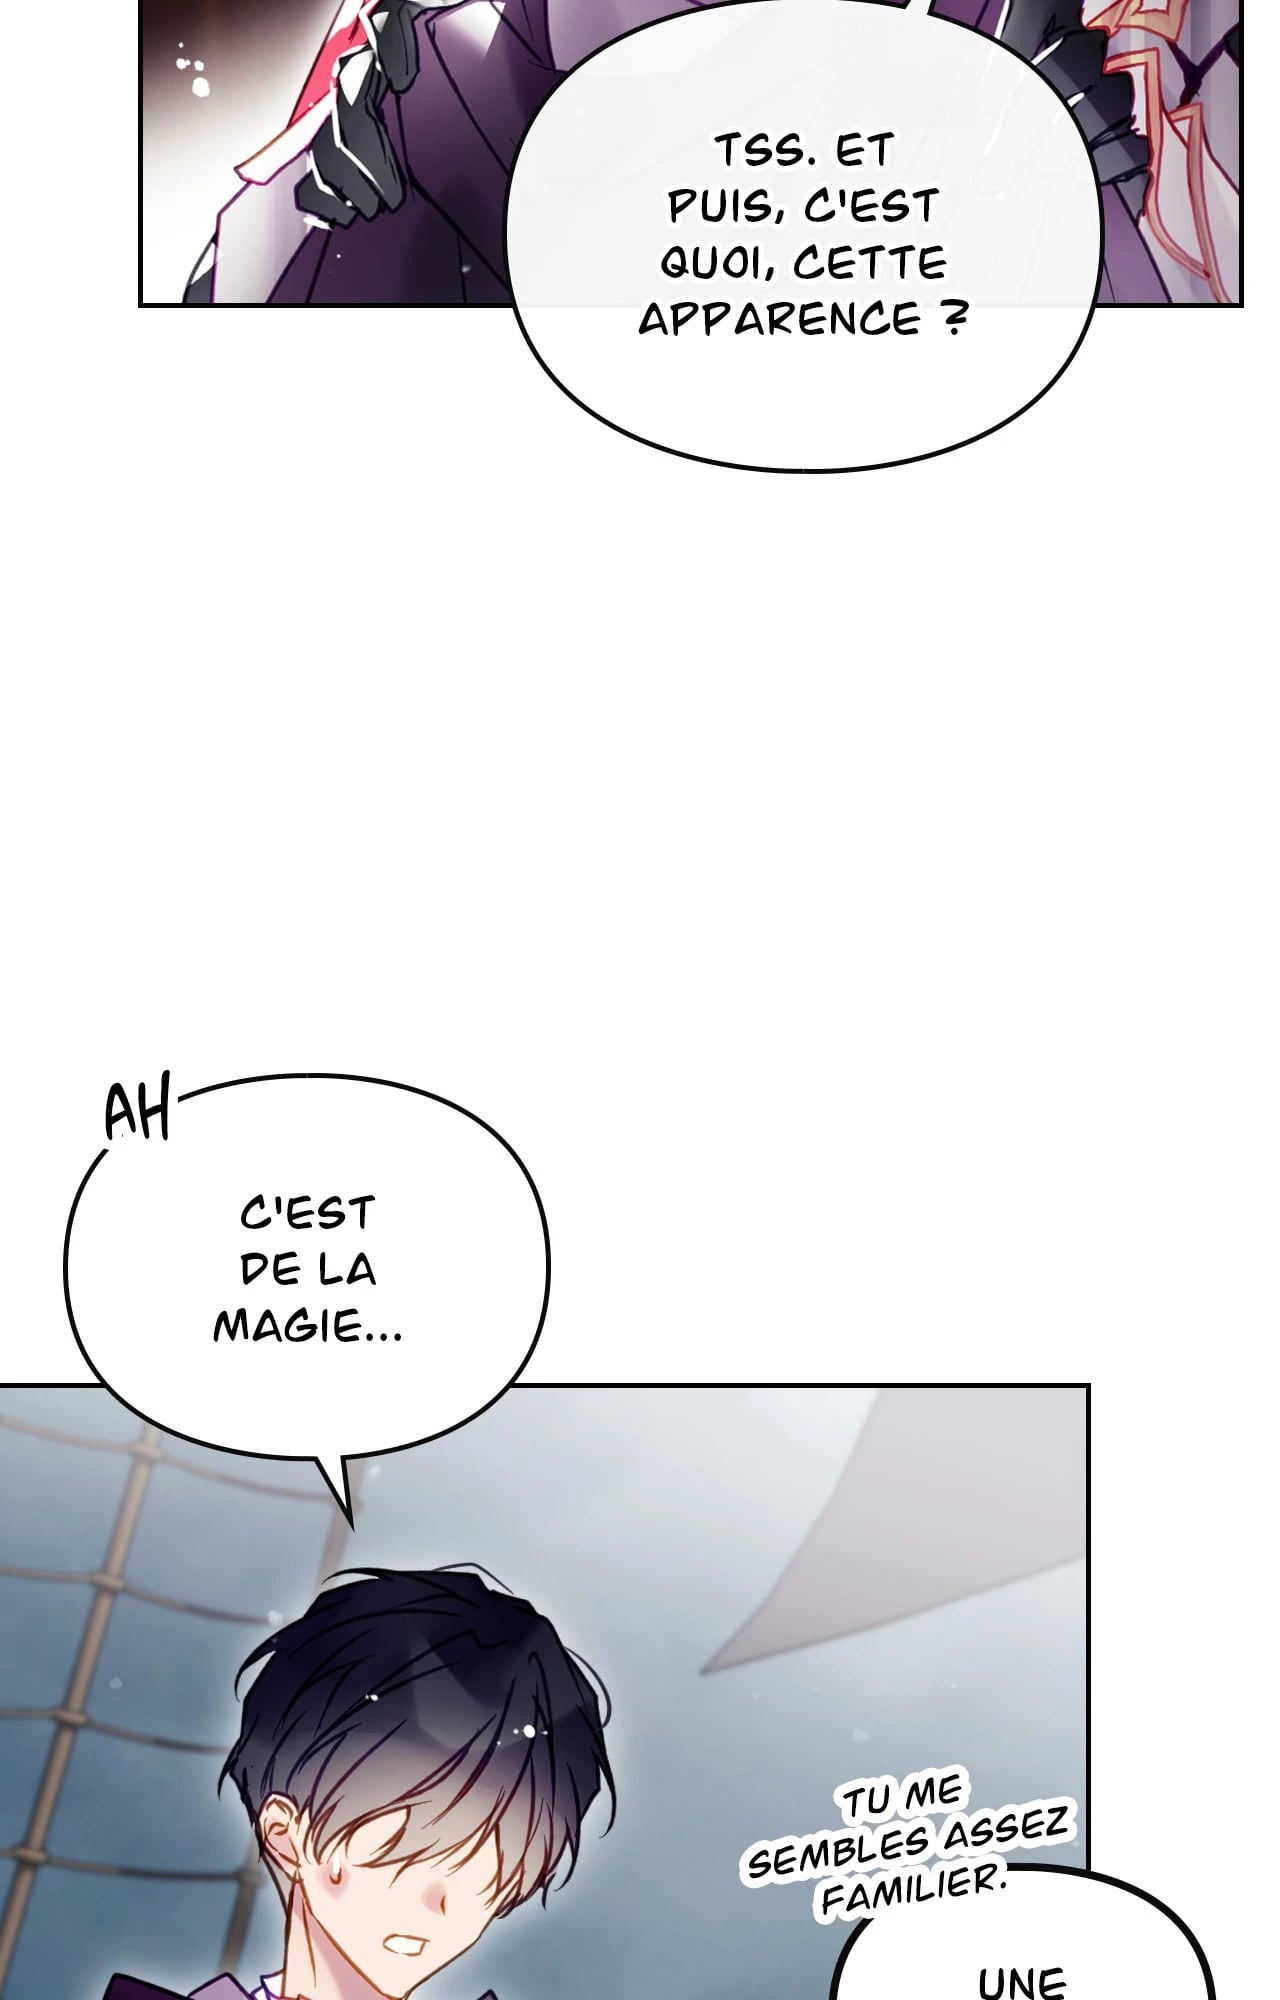 TSS. ET
PUIS, C'EST
QUOI, CETTE
APPARENCE ?
AH
C'EST
DE LA
MAGIE...
TU ME
SEMBLES ASSEZ
FAMILIER.
UNE